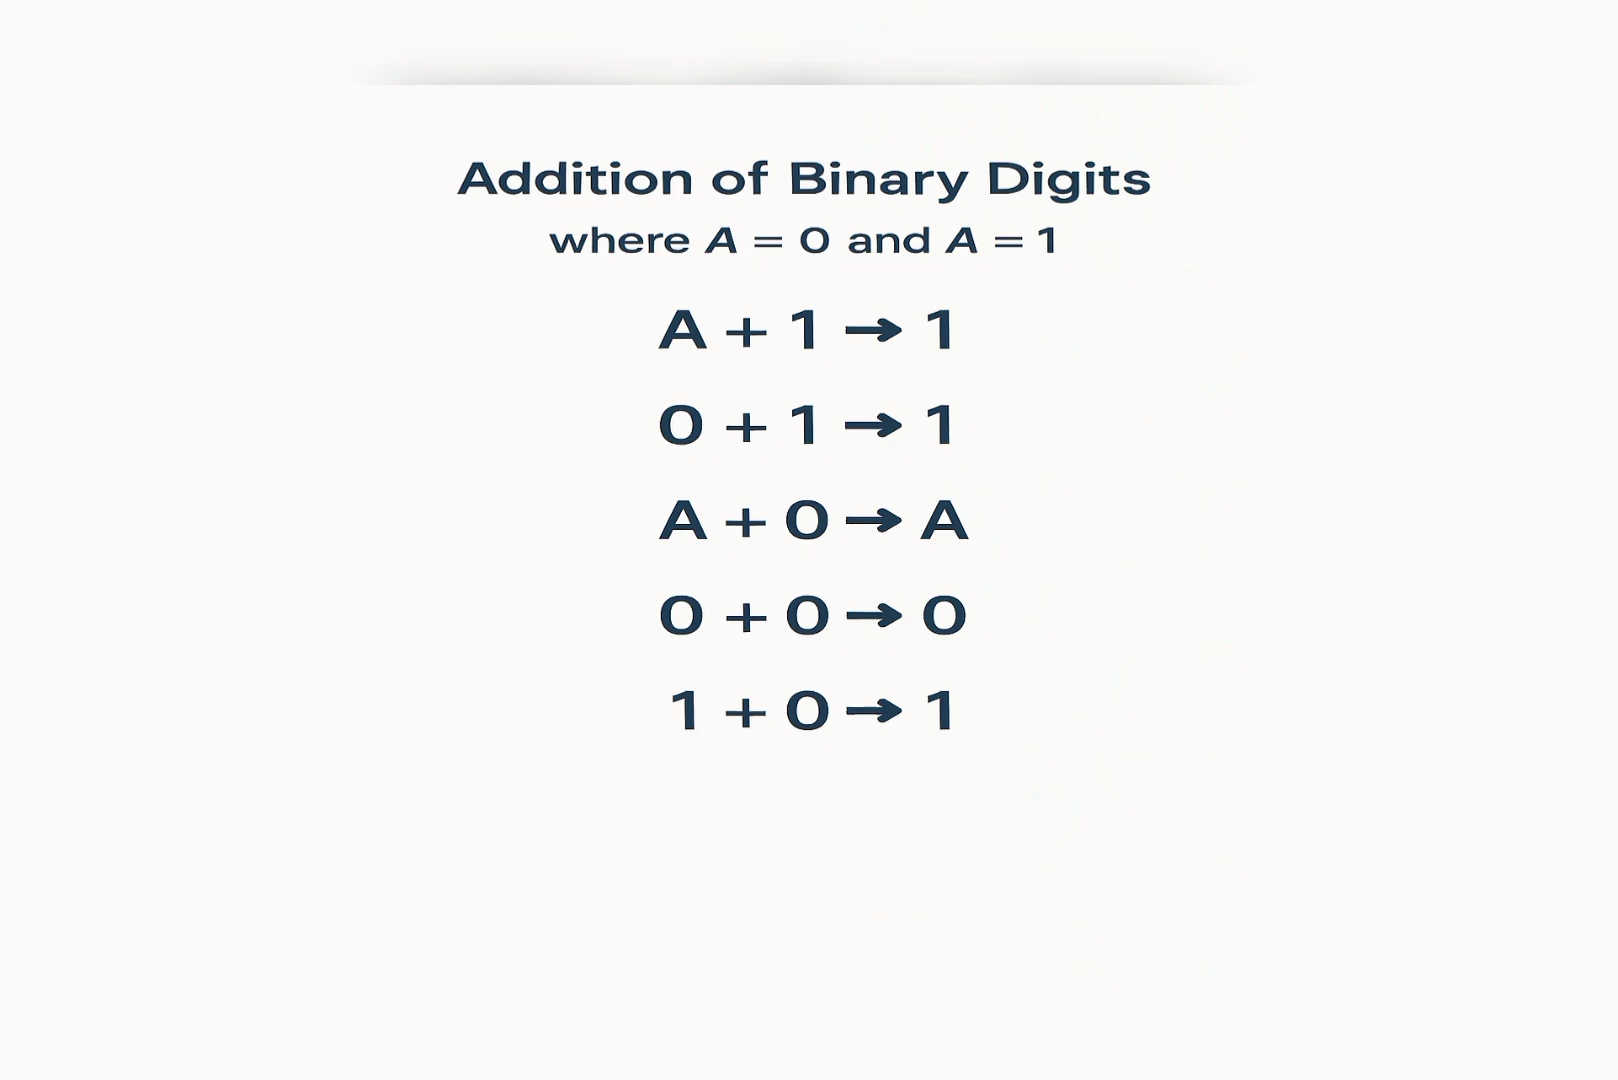 Addition of Binary Digits
where A = 0 and A = 1
A + 1 → 1
0 + 1 → 1
A + 0 → A
0 + 0 → 0
1 + 0 → 1